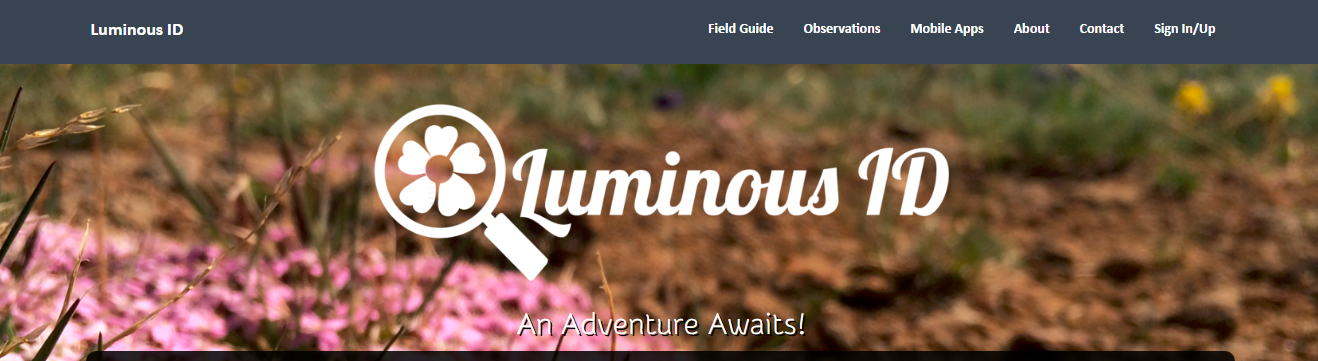 Luminous ID
Field Guide Observations Mobile Apps About Contact Sign In/Up
Luminous ID
An Adventure Awaits!